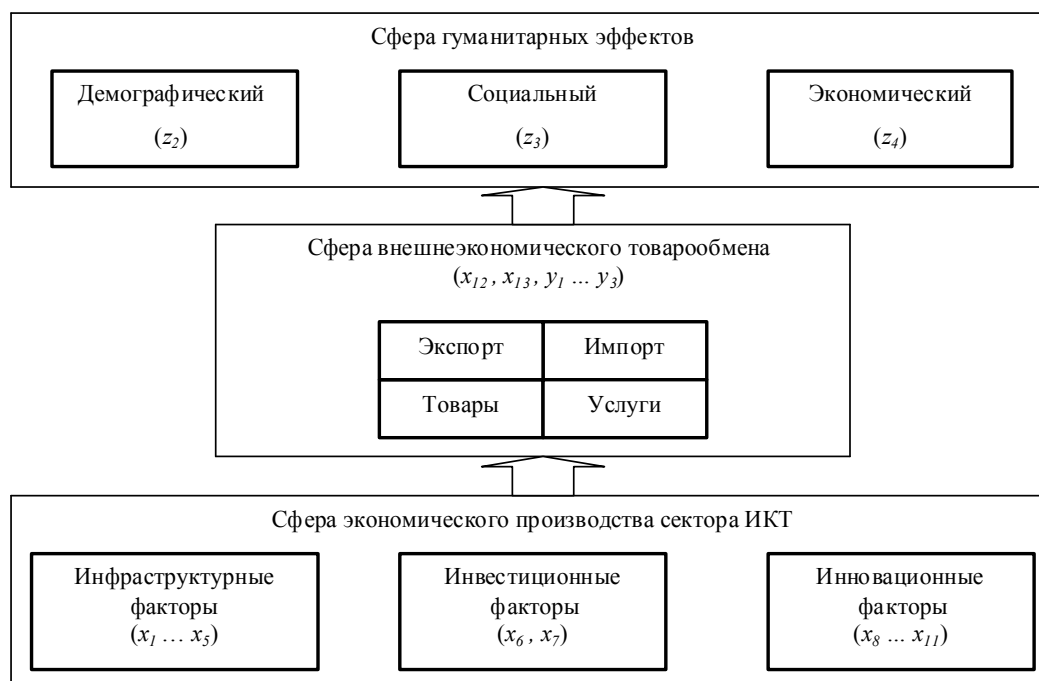 Сфера гуманитарных эффектов
Демографический
(z₂)
Социальный
(z₃)
Экономический
(z₄)
Сфера внешнеэкономического товарообмена
(x₁₂ , x₁₃ , y₁ ... y₃)
Экспорт
Импорт
Товары
Услуги
Сфера экономического производства сектора ИКТ
Инфраструктурные
факторы
(x₁ … x₅)
Инвестиционные
факторы
(x₆ , x₇)
Инновационные
факторы
(x₈ ... x₁₁)